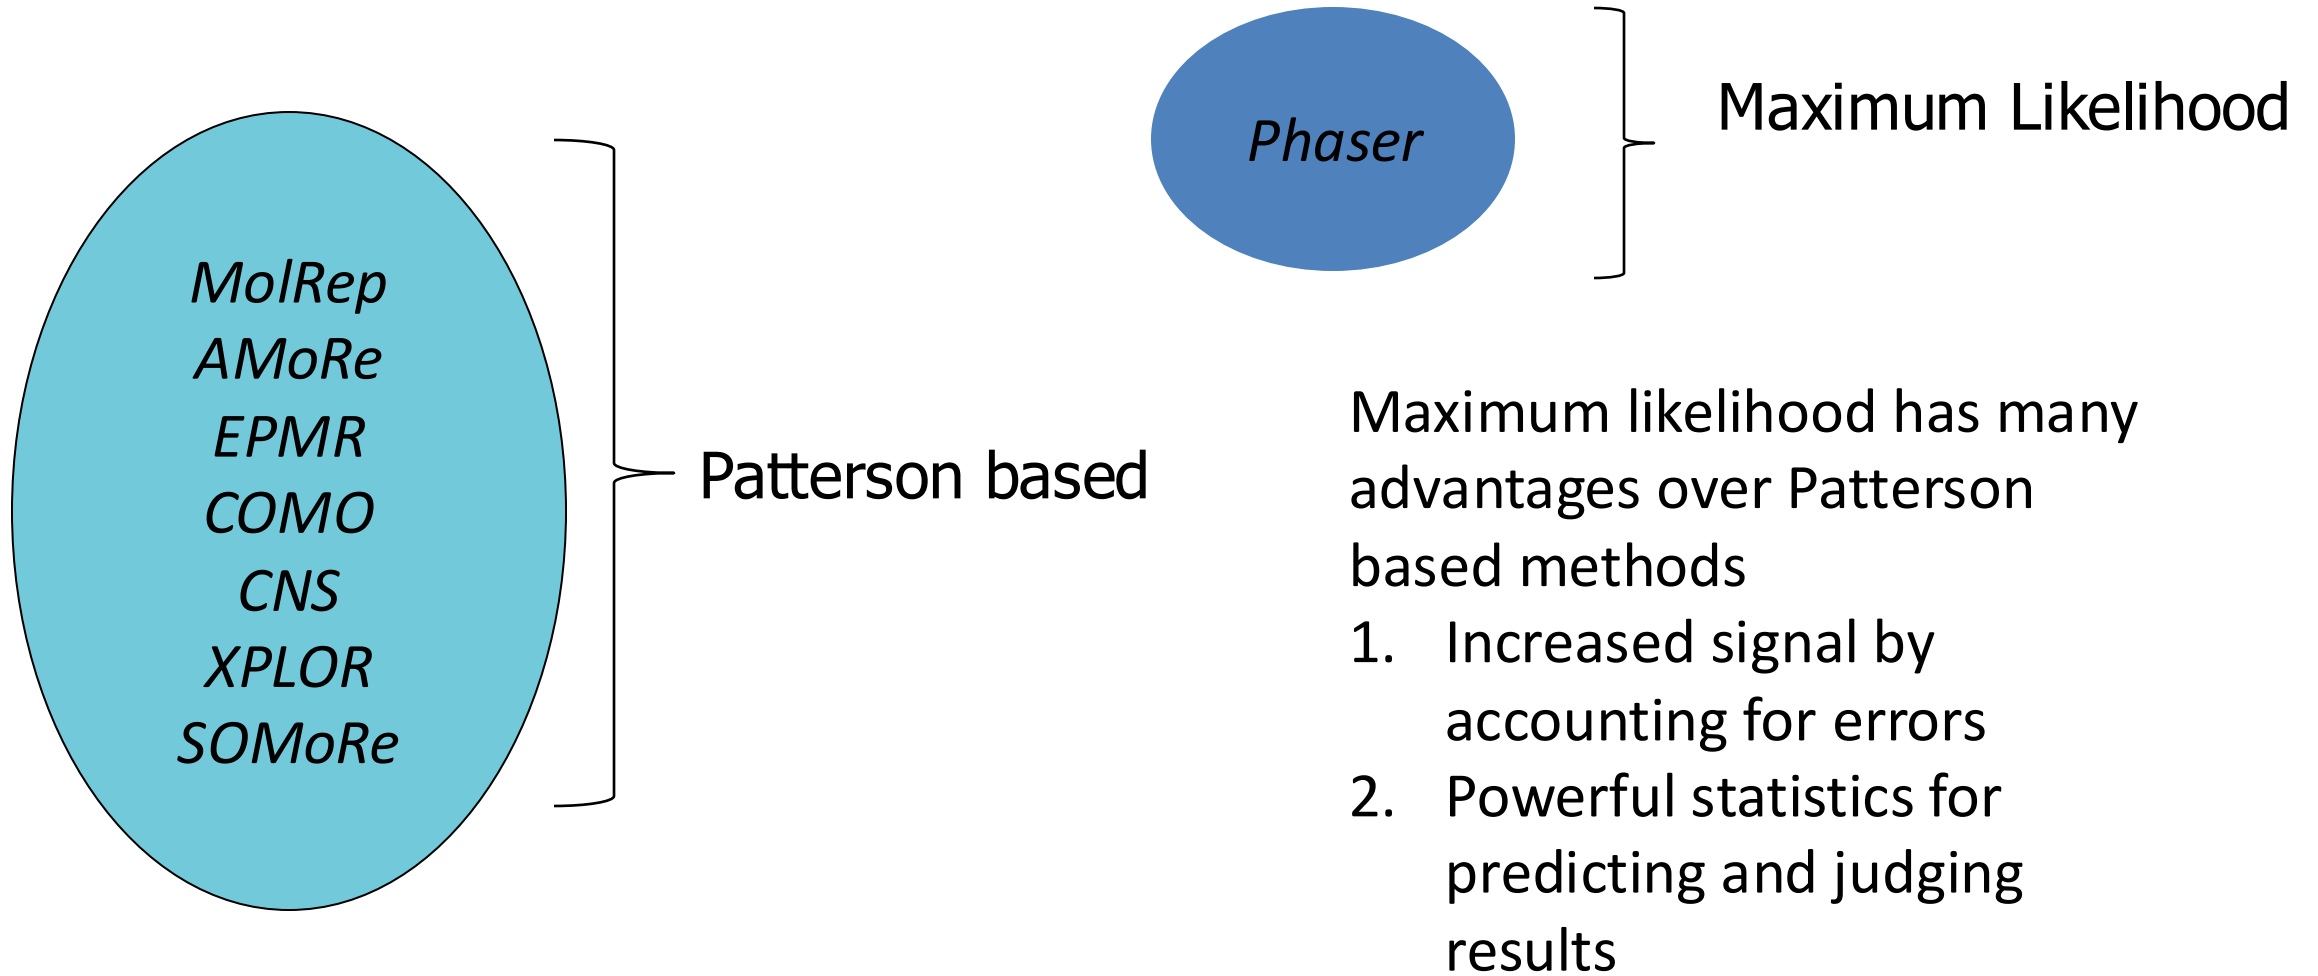 Phaser
Maximum Likelihood
MolRep
AMoRe
EPMR
COMO
CNS
XPLOR
SOMoRe
Patterson based
Maximum likelihood has many
advantages over Patterson
based methods
1. Increased signal by
accounting for errors
2. Powerful statistics for
predicting and judging
results